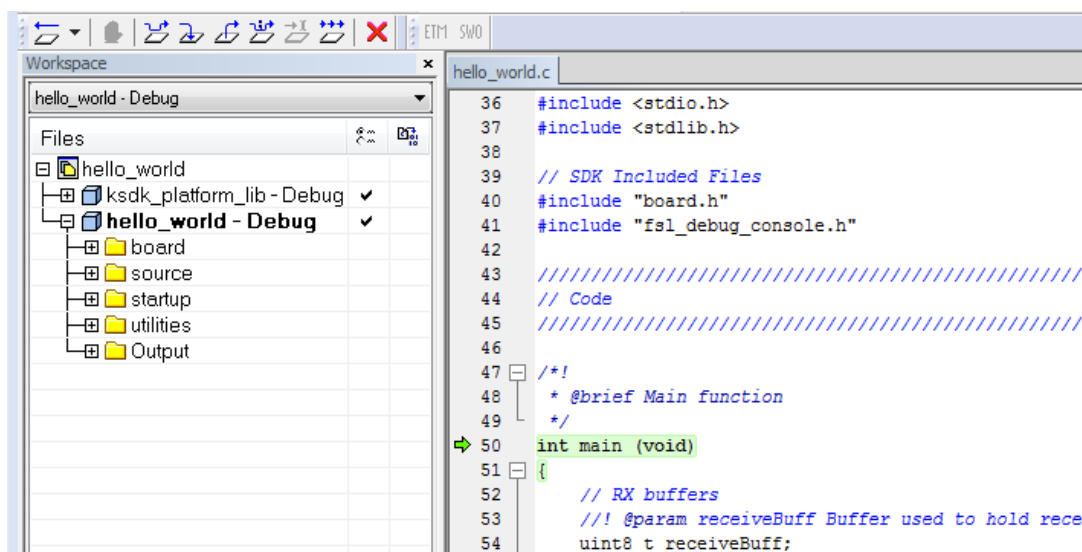 ETM SWO
Workspace
hello_world - Debug
Files
hello_world
ksdk_platform_lib - Debug
hello_world - Debug
board
source
startup
utilities
Output
hello_world.c
36 #include <stdio.h>
37 #include <stdlib.h>
38
39 // SDK Included Files
40 #include "board.h"
41 #include "fsl_debug_console.h"
42
43 ///////////////////////////////////////////////////
44 // Code
45 ///////////////////////////////////////////////////
46
47 /*!
48 * @brief Main function
49 */
50 int main (void)
51 {
52 // RX buffers
53 //! @param receiveBuff Buffer used to hold rece
54 uint8_t receiveBuff;